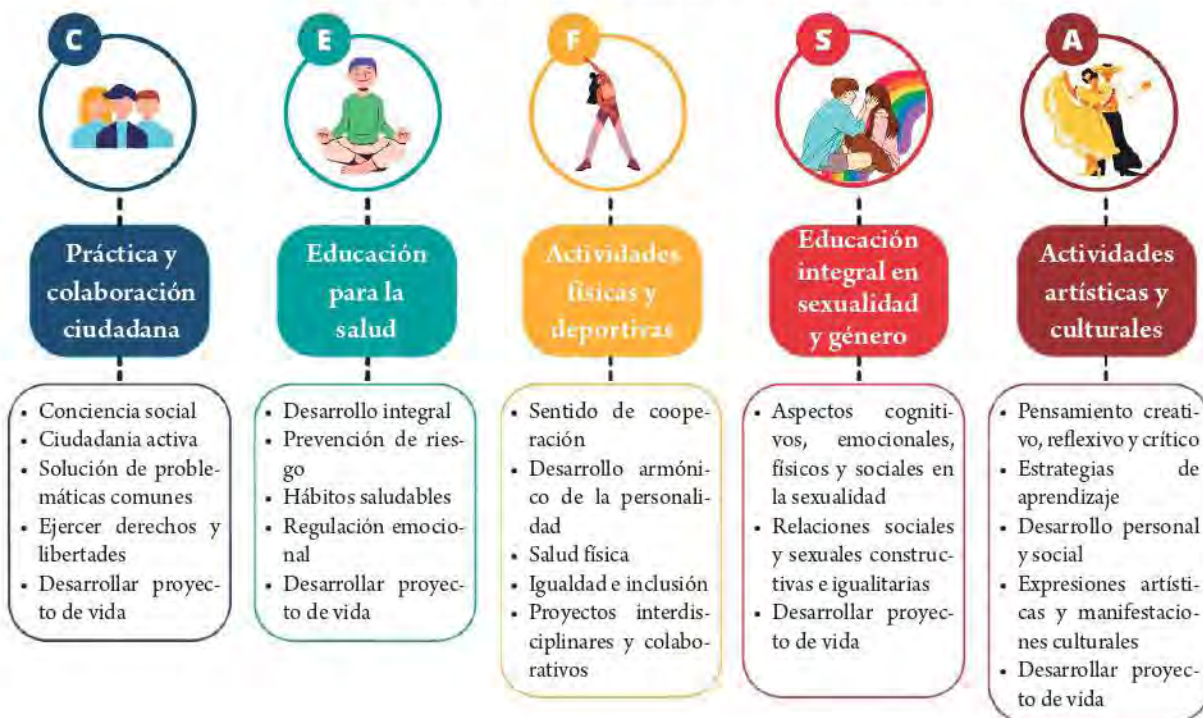 C
Práctica y
colaboración
ciudadana
• Conciencia social
• Ciudadanía activa
• Solución de proble-
máticas comunes
• Ejercer derechos y
libertades
• Desarrollar proyec-
to de vida
E
Educación
para la
salud
• Desarrollo integral
• Prevención de ries-
go
• Hábitos saludables
• Regulación emocio-
nal
• Desarrollar proyec-
to de vida
F
Actividades
físicas y
deportivas
• Sentido de coope-
ración
• Desarrollo armóni-
co de la personali-
dad
• Salud física
• Igualdad e inclusión
• Proyectos interdis-
ciplinares y colabo-
rativos
S
Educación
integral en
sexualidad
y género
• Aspectos cogniti-
vos, emocionales,
físicos y sociales en
la sexualidad
• Relaciones sociales
y sexuales construc-
tivas e igualitarias
• Desarrollar proyec-
to de vida
A
Actividades
artísticas y
culturales
• Pensamiento creati-
vo, reflexivo y crítico
• Estrategias de
aprendizaje
• Desarrollo personal
y social
• Expresiones artísti-
cas y manifestacio-
nes culturales
• Desarrollar proyec-
to de vida